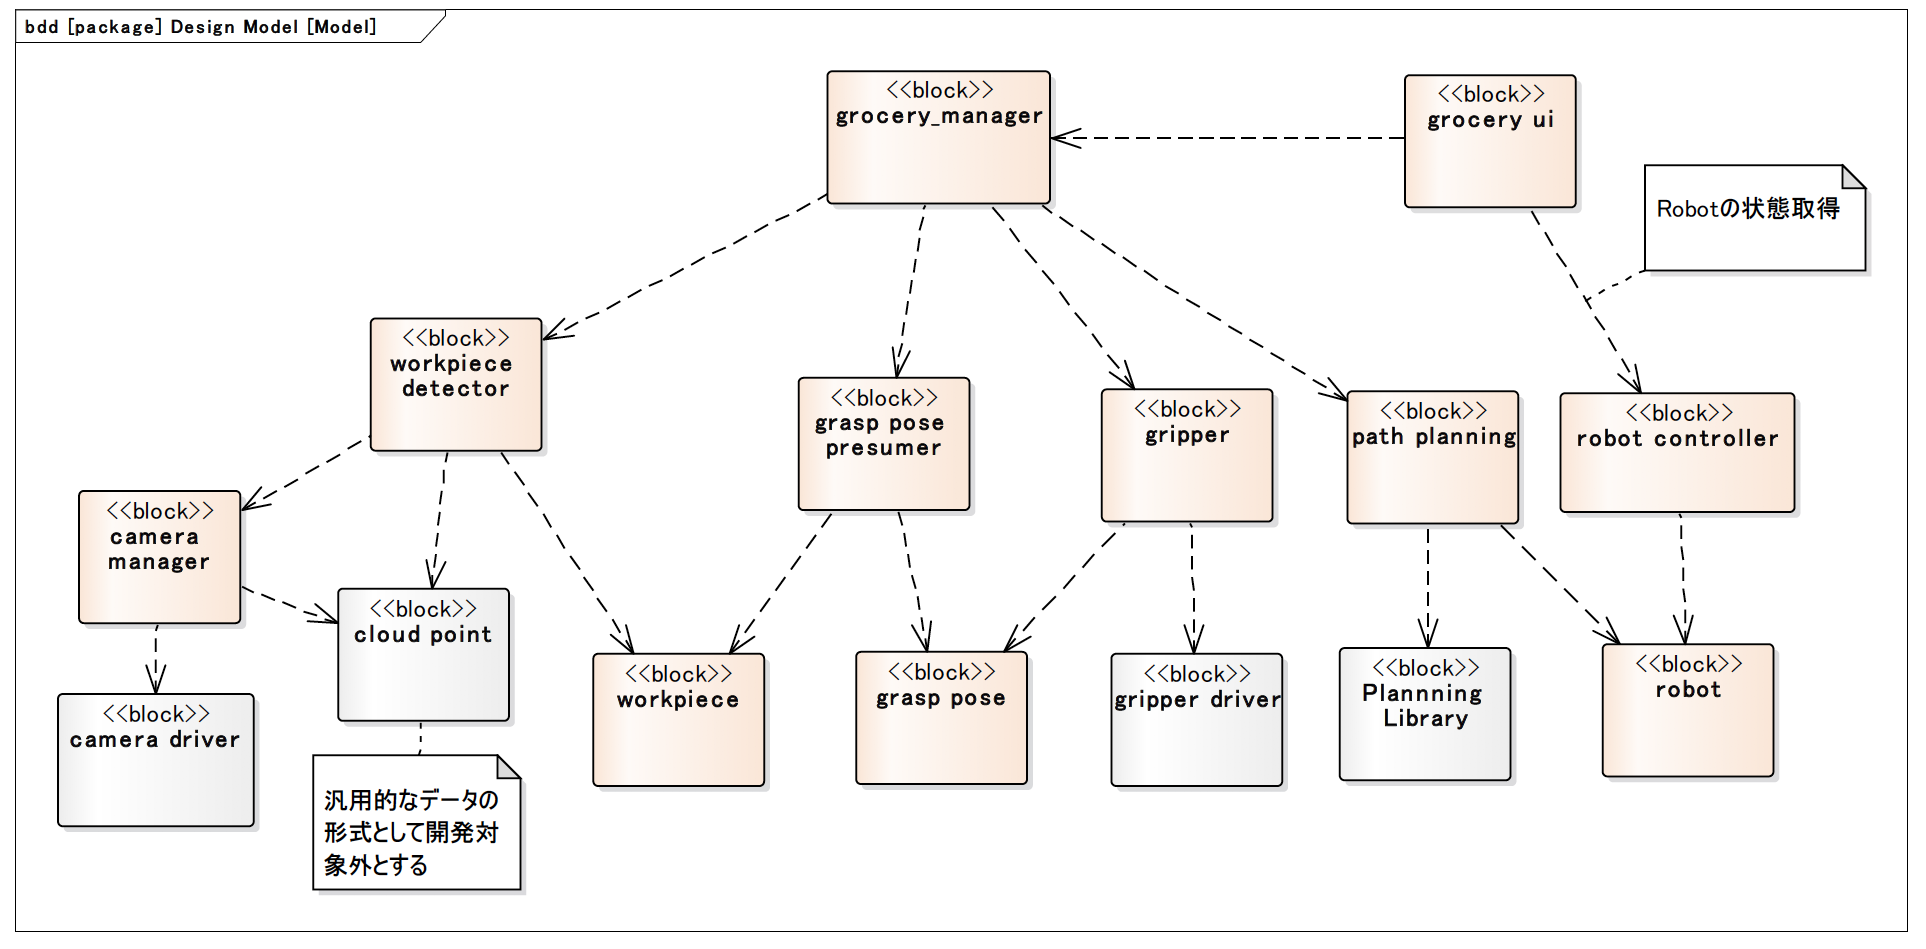 bdd [package] Design Model [Model]
<<block>>
grocery_manager
<<block>>
grocery ui
Robotの状態取得
<<block>>
workpiece
detector
<<block>>
grasp pose
presumer
<<block>>
gripper
<<block>>
path planning
<<block>>
robot controller
<<block>>
camera
manager
<<block>>
cloud point
<<block>>
workpiece
<<block>>
grasp pose
<<block>>
gripper driver
<<block>>
Plannning
Library
<<block>>
robot
<<block>>
camera driver
汎用的なデータの
形式として開発対
象外とする